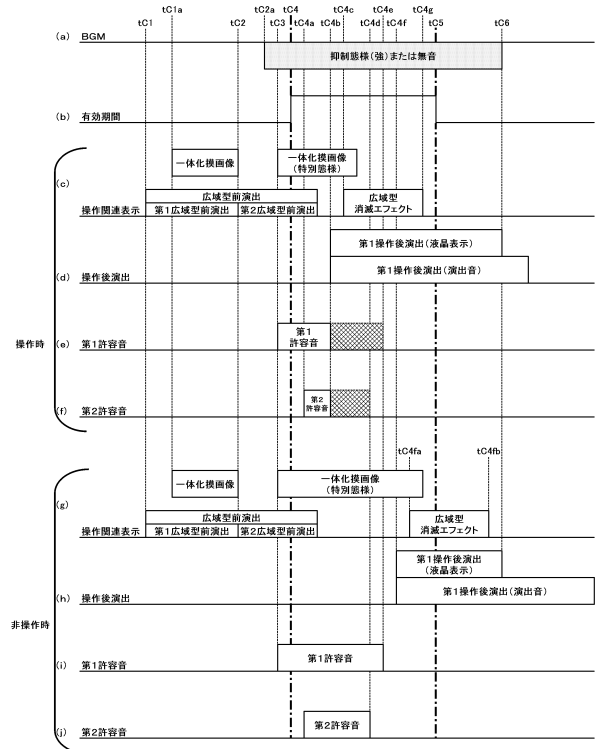 tC1
tC1a
tC2
tC2a
tC3
tC4
tC4a
tC4b
tC4c
tC4d
tC4e
tC4f
tC4g
tC5
tC6
(a) BGM
抑制態様(強)または無音
(b) 有効期間
操作時
(c)
操作関連表示
一体化摸画像
一体化摸画像
(特別態様)
広域型前演出
第1広域型前演出
第2広域型前演出
広域型
消滅エフェクト
(d) 操作後演出
第1操作後演出(液晶表示)
第1操作後演出(演出音)
(e) 第1許容音
第1
許容音
(f) 第2許容音
第2
許容音
非操作時
tC4fa
tC4fb
(g)
操作関連表示
一体化摸画像
一体化摸画像
(特別態様)
広域型前演出
第1広域型前演出
第2広域型前演出
広域型
消滅エフェクト
(h) 操作後演出
第1操作後演出
(液晶表示)
第1操作後演出(演出音)
(i) 第1許容音
第1許容音
(j) 第2許容音
第2許容音